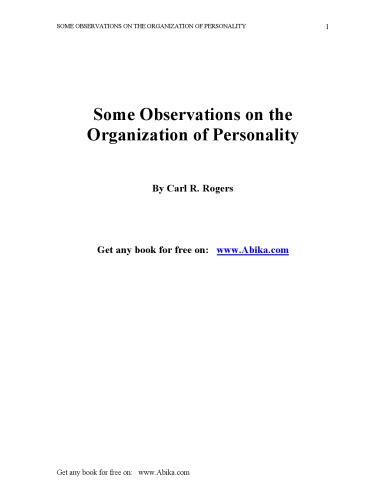 SOME OBSERVATIONS ON THE ORGANIZATION OF PERSONALITY 1
Some Observations on the
Organization of Personality
By Carl R. Rogers
Get any book for free on: www.Abika.com
Get any book for free on: www.Abika.com